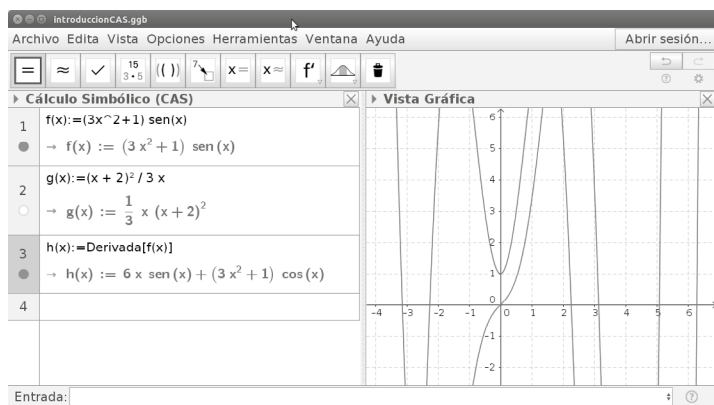 introduccionCAS.ggb
Archivo Edita Vista Opciones Herramientas Ventana Ayuda
Abrir sesión...
= ≈ ✓ 15 3•5 (( )) 7 x= x≈ f'
Cálculo Simbólico (CAS)
Vista Gráfica
1
f(x):=(3x^2+1) sen(x)
→ f(x) := (3 x² + 1) sen (x)
2
g(x):=(x + 2)² / 3 x
→ g(x) := 1/3 x (x + 2)²
3
h(x):=Derivada[f(x)]
→ h(x) := 6 x sen (x) + (3 x² + 1) cos (x)
4
6
5
4
3
2
1
0
-1
-2
-4 -3 -2 -1 0 1 2 3 4 5 6
Entrada: